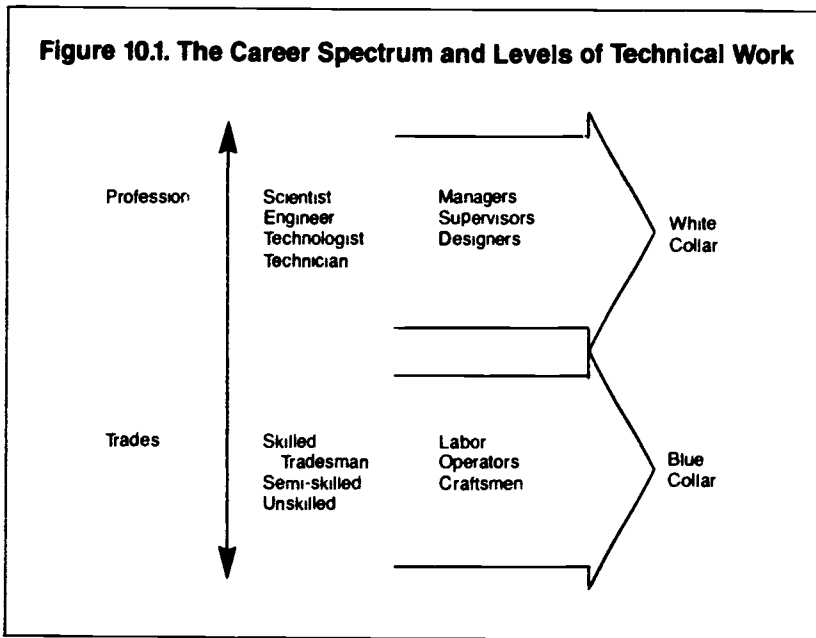 Figure 10.1. The Career Spectrum and Levels of Technical Work
Profession
Scientist
Engineer
Technologist
Technician
Managers
Supervisors
Designers
White
Collar
Trades
Skilled
Tradesman
Semi-skilled
Unskilled
Labor
Operators
Craftsmen
Blue
Collar